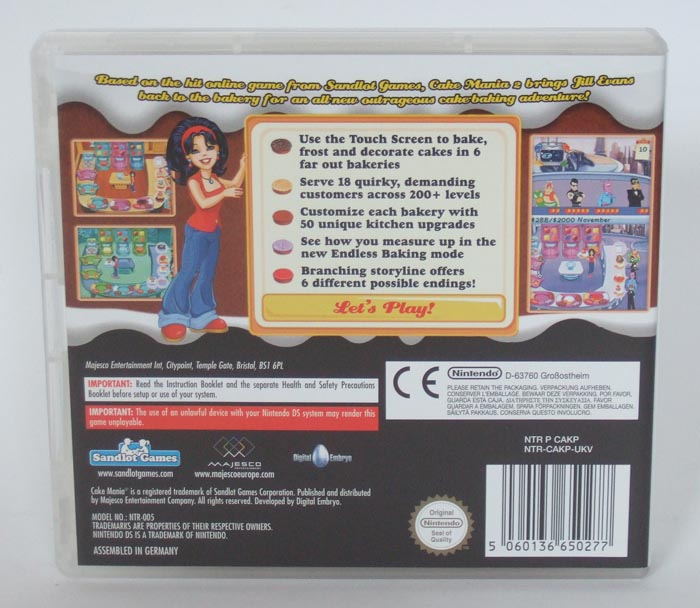 Based on the hit online game from Sandlot Games, Cake Mania 2 brings Jill Evans
back to the bakery for an all-new outrageous cake-baking adventure!
Use the Touch Screen to bake,
frost and decorate cakes in 6
far out bakeries
Serve 18 quirky, demanding
customers across 200+ levels
Customize each bakery with
50 unique kitchen upgrades
See how you measure up in the
new Endless Baking mode
Branching storyline offers
6 different possible endings!
Let's Play!
10
$288/$2000 November
Majesco Entertainment Int, Citypoint, Temple Gate, Bristol, BS1 6PL
IMPORTANT: Read the Instruction Booklet and the separate Health and Safety Precautions
Booklet before setup or use of your system.
IMPORTANT: The use of an unlawful device with your Nintendo DS system may render this
game unplayable.
CE
Nintendo D-63760 Großostheim
PLEASE RETAIN THE PACKAGING. VERPACKUNG AUFHEBEN.
CONSERVER L'EMBALLAGE. BEWAAR DEZE VERPAKKING. POR FAVOR,
GUARDA ESTA CAJA. ΔΙΑΤΗΡΗΣΤΕ ΤΗΝ ΣΥΣΚΕΥΑΣΙΑ. FAVOR
GUARDAR A EMBALAGEM. SPARA FÖRPACKNINGEN. GEM EMBALLAGEN.
SÄILYTÄ PAKKAUS. CONSERVA QUESTO INVOLUCRO.
NTR P CAKP
NTR-CAKP-UKV
Sandlot Games
www.sandlotgames.com
MAJESCO
www.majescoeurope.com
Digital Embryo
Cake Mania® is a registered trademark of Sandlot Games Corporation. Published and distributed
by Majesco Entertainment Company. All rights reserved. Developed by Digital Embryo.
MODEL NO.: NTR-005
TRADEMARKS ARE PROPERTIES OF THEIR RESPECTIVE OWNERS.
NINTENDO DS IS A TRADEMARK OF NINTENDO.
ASSEMBLED IN GERMANY
Original
Nintendo
Seal of
Quality
5 060136 650277